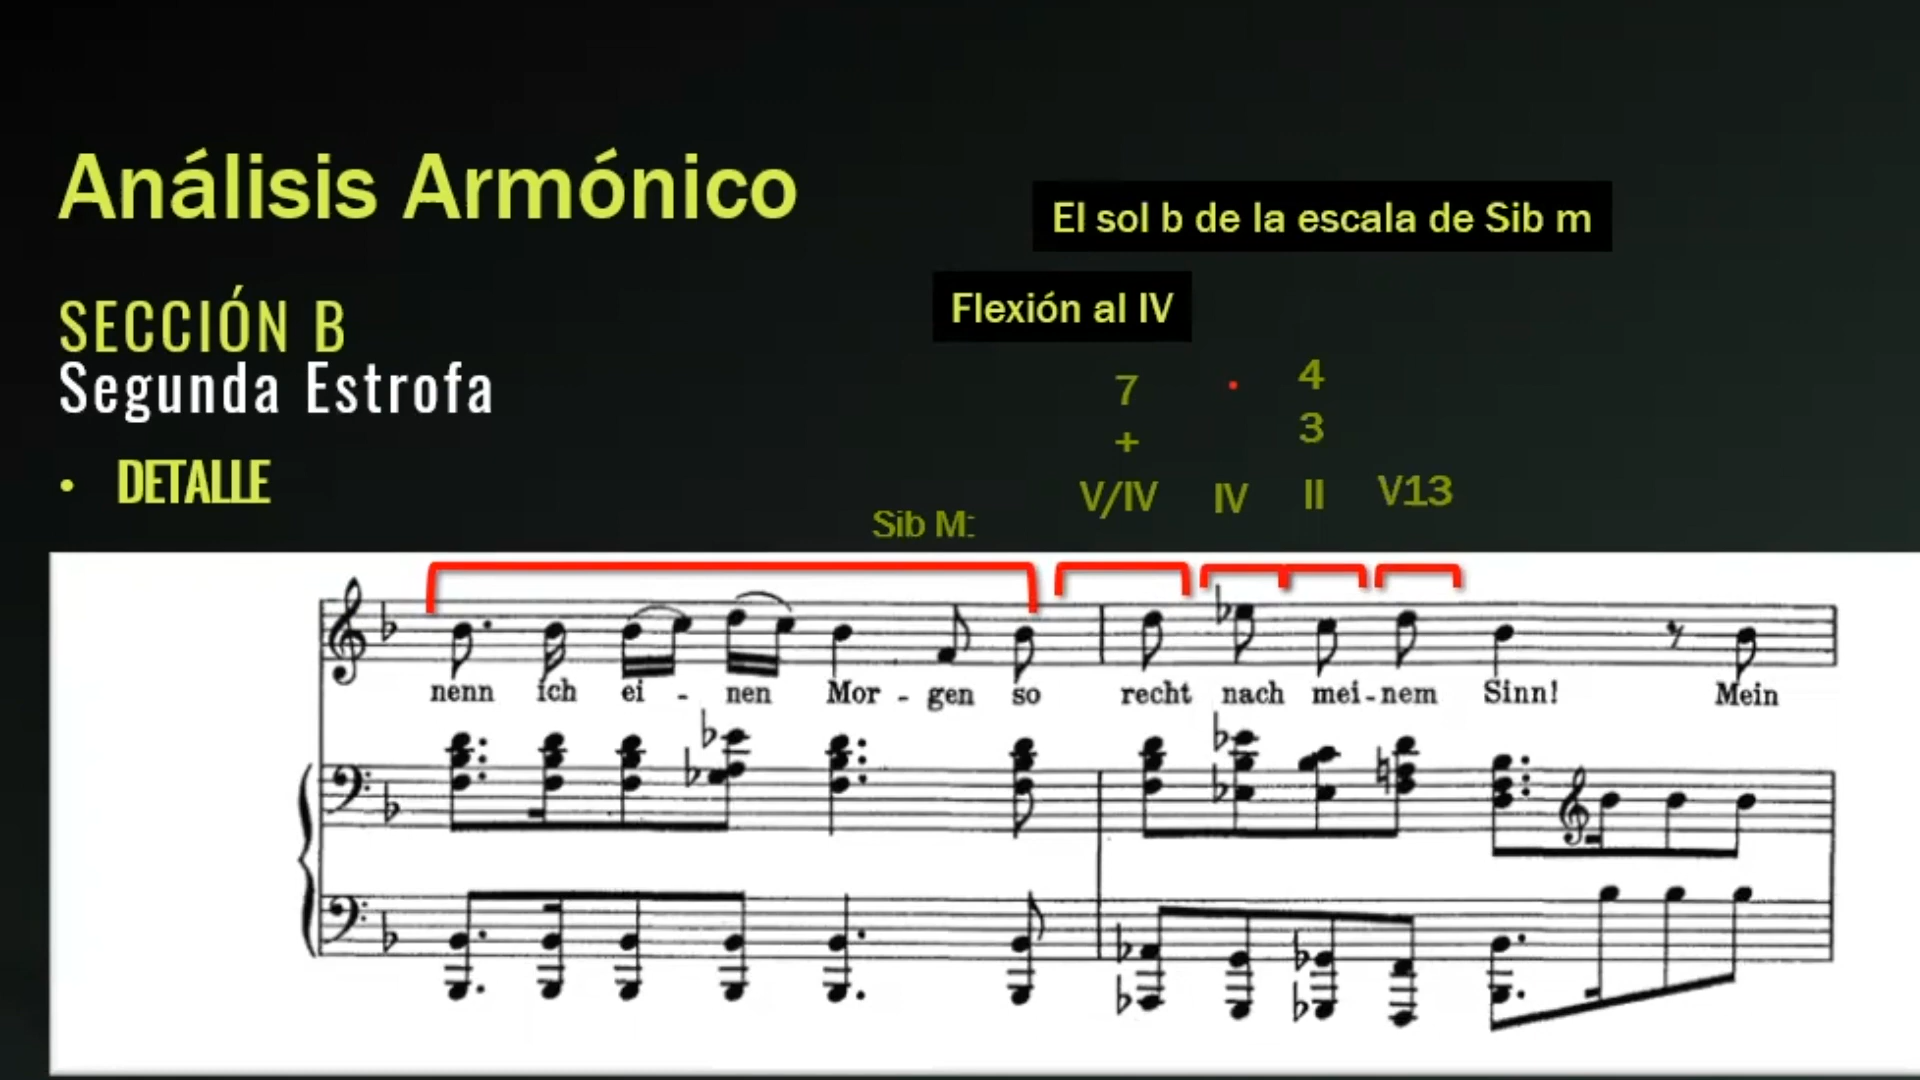 Análisis Armónico
El sol b de la escala de Sib m
Flexión al IV
SECCIÓN B
Segunda Estrofa
• DETALLE
7 4
+ 3
V/IV IV II V13
Sib M:
nenn ich ei - nen Mor - gen so recht nach mei - nem Sinn! Mein